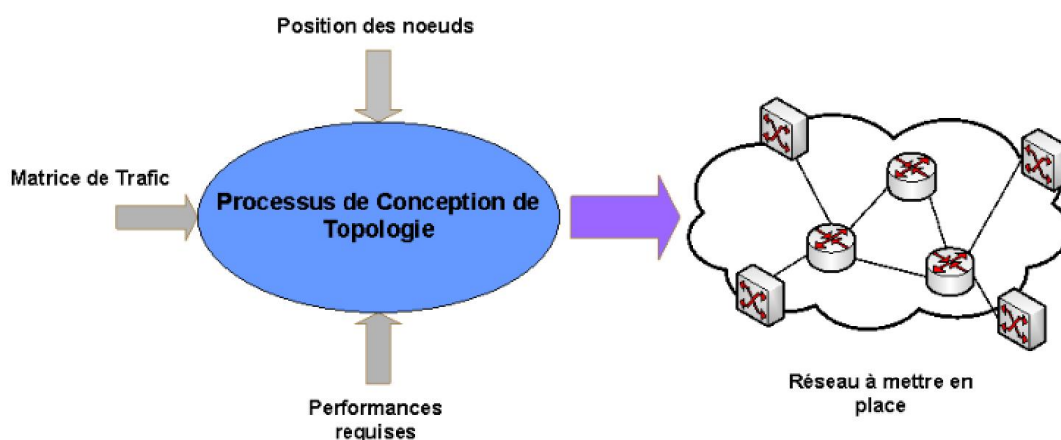 Position des noeuds
Matrice de Trafic
Processus de Conception de
Topologie
Performances
requises
Réseau à mettre en
place